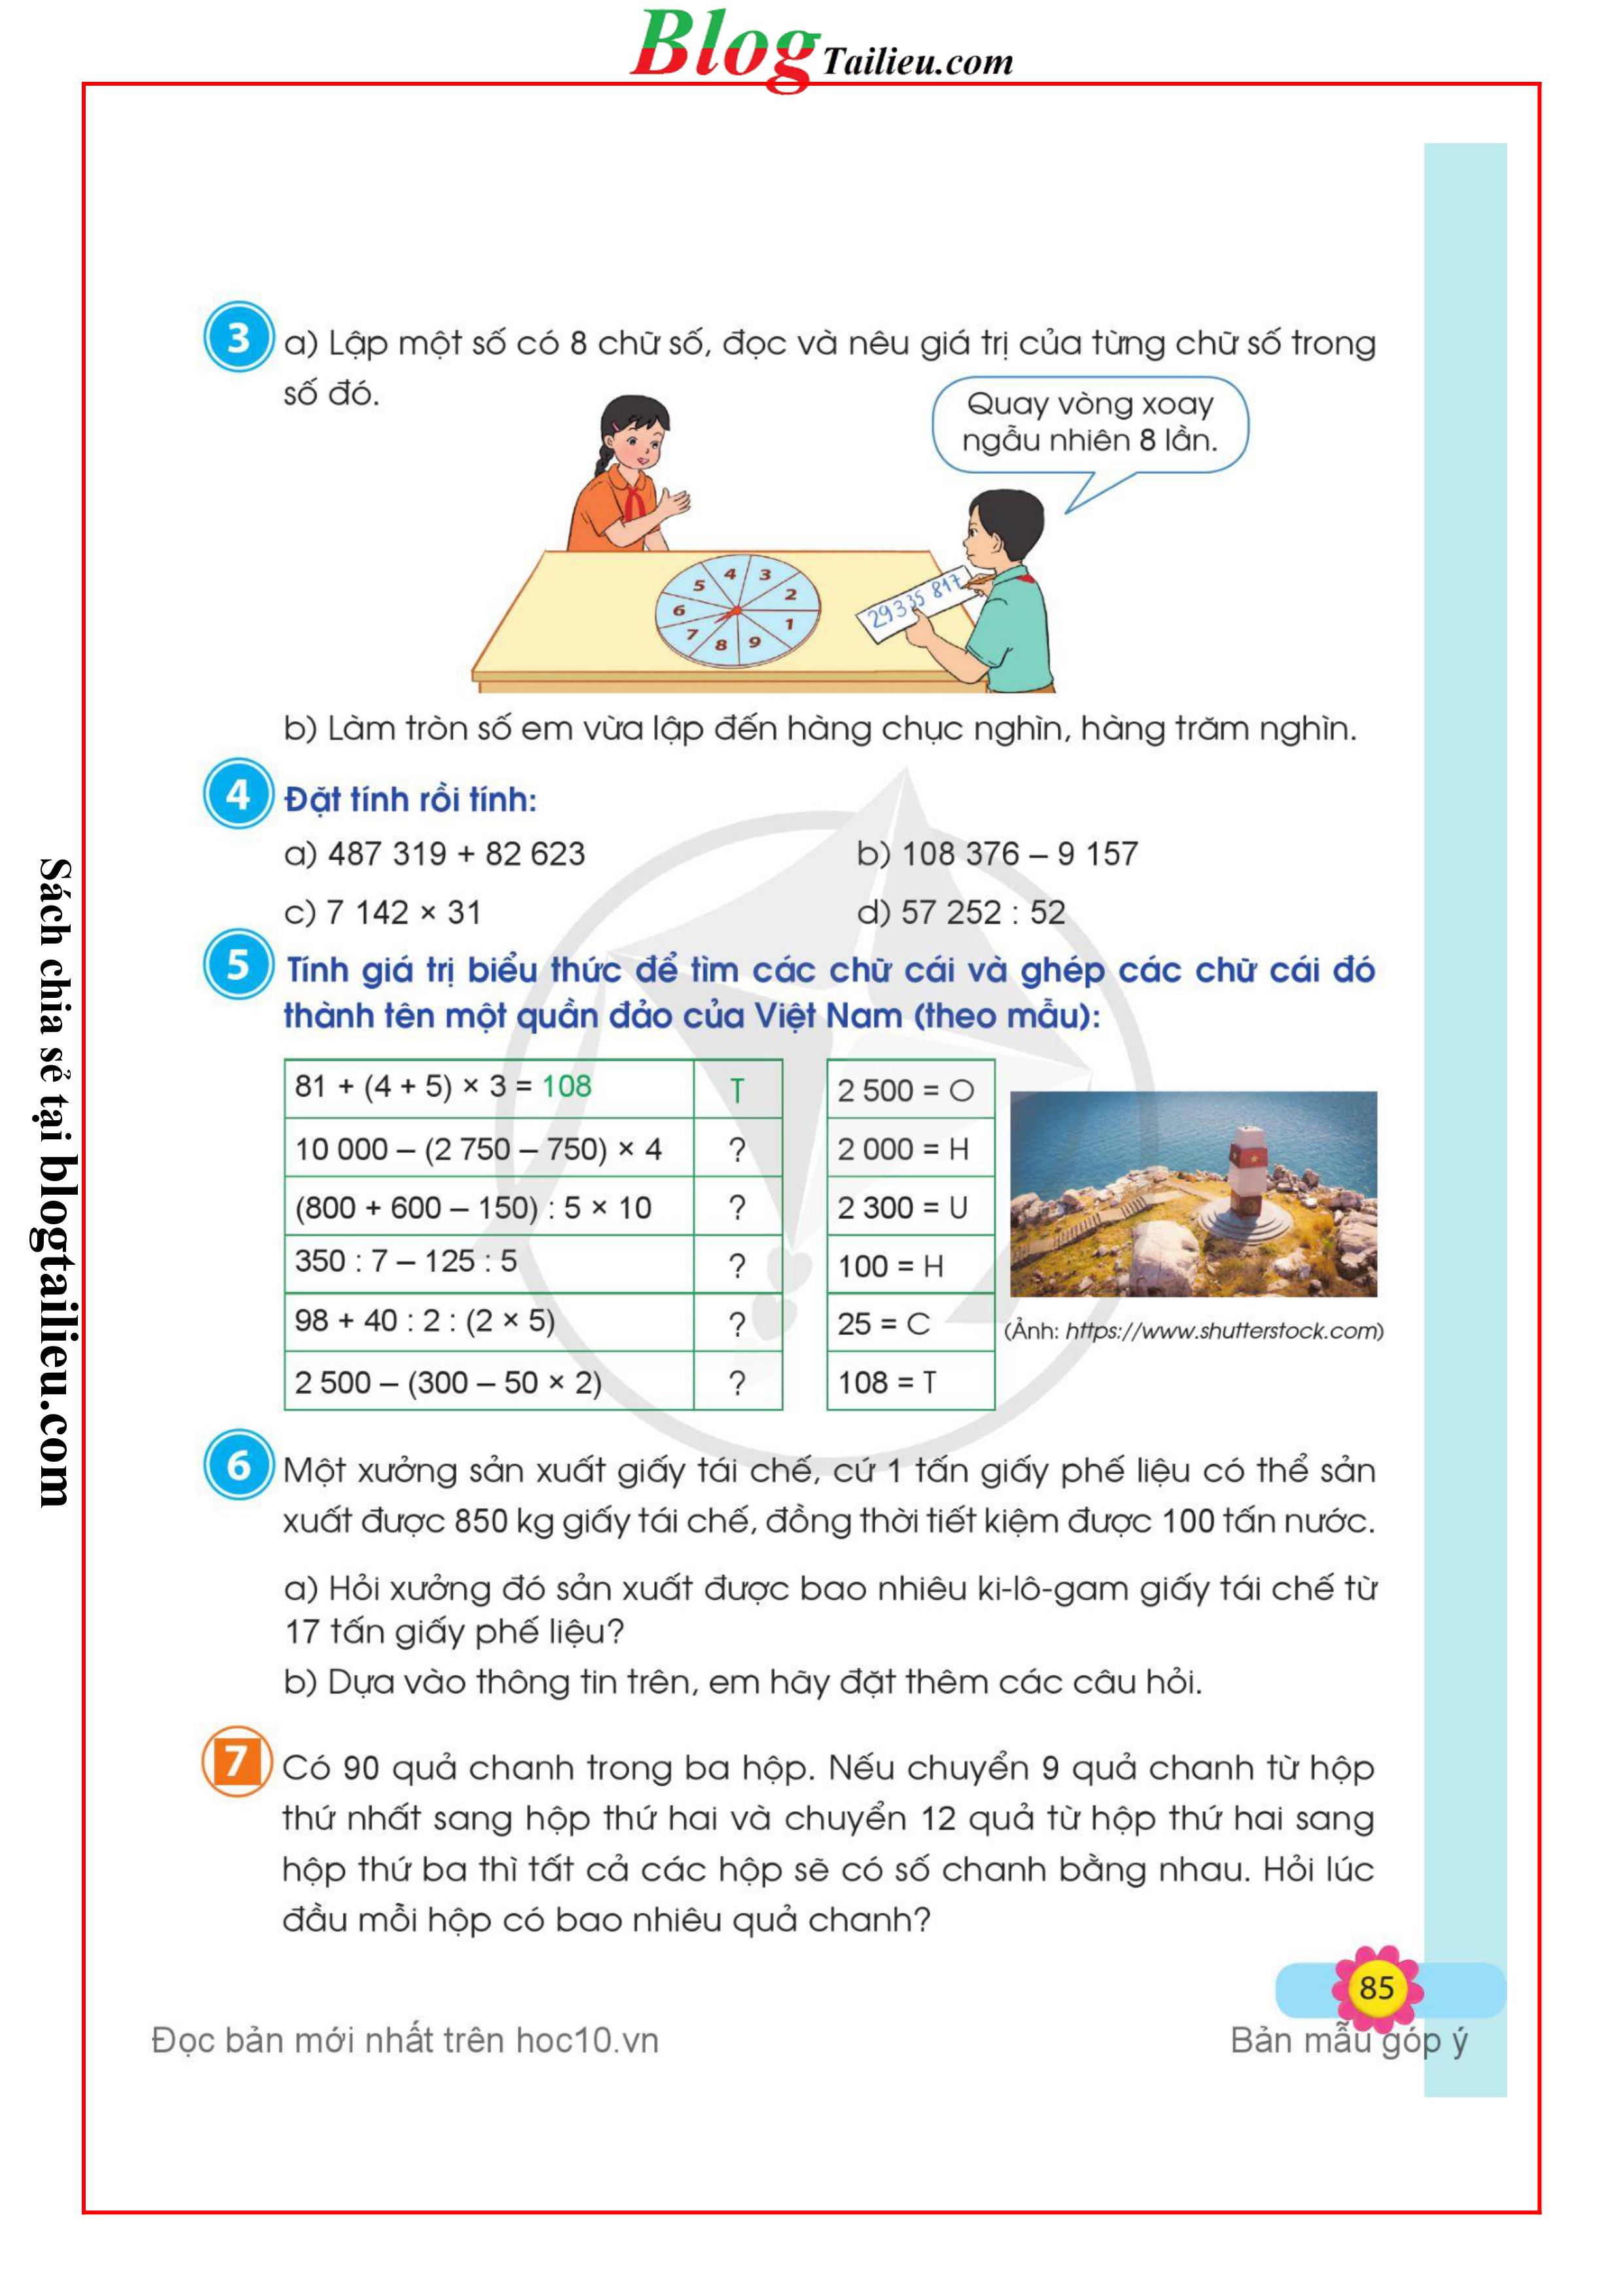 Blog Tailieu.com
3 a) Lập một số có 8 chữ số, đọc và nêu giá trị của từng chữ số trong
số đó.
Quay vòng xoay
ngẫu nhiên 8 lần.
4 3
5 2
6 1
7 8 9
29335 817
b) Làm tròn số em vừa lập đến hàng chục nghìn, hàng trăm nghìn.
4 Đặt tính rồi tính:
a) 487 319 + 82 623 b) 108 376 – 9 157
c) 7 142 × 31 d) 57 252 : 52
5 Tính giá trị biểu thức để tìm các chữ cái và ghép các chữ cái đó
thành tên một quần đảo của Việt Nam (theo mẫu):
81 + (4 + 5) × 3 = 108 T 2 500 = O
10 000 – (2 750 – 750) × 4 ? 2 000 = H
(800 + 600 – 150) : 5 × 10 ? 2 300 = U
350 : 7 – 125 : 5 ? 100 = H
98 + 40 : 2 : (2 × 5) ? 25 = C
2 500 – (300 – 50 × 2) ? 108 = T
(Ảnh: https://www.shutterstock.com)
6 Một xưởng sản xuất giấy tái chế, cứ 1 tấn giấy phế liệu có thể sản
xuất được 850 kg giấy tái chế, đồng thời tiết kiệm được 100 tấn nước.
a) Hỏi xưởng đó sản xuất được bao nhiêu ki-lô-gam giấy tái chế từ
17 tấn giấy phế liệu?
b) Dựa vào thông tin trên, em hãy đặt thêm các câu hỏi.
7 Có 90 quả chanh trong ba hộp. Nếu chuyển 9 quả chanh từ hộp
thứ nhất sang hộp thứ hai và chuyển 12 quả từ hộp thứ hai sang
hộp thứ ba thì tất cả các hộp sẽ có số chanh bằng nhau. Hỏi lúc
đầu mỗi hộp có bao nhiêu quả chanh?
85
Đọc bản mới nhất trên hoc10.vn Bản mẫu góp ý
Sách chia sẻ tại blogtailieu.com